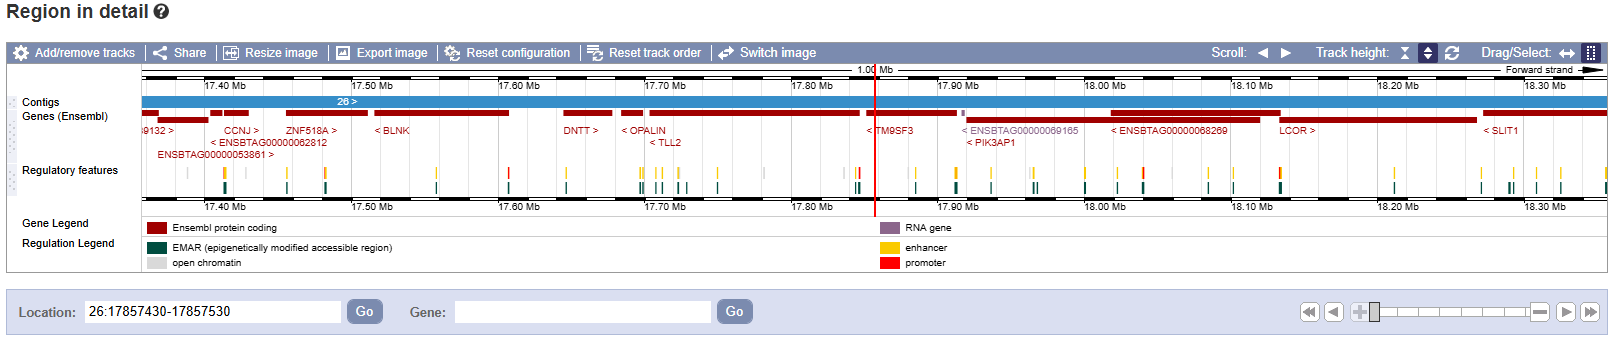 Region in detail ?
Add/remove tracks Share Resize image Export image Reset configuration Reset track order Switch image Scroll: Track height: Drag/Select:
1.00 Mb Forward strand
17.40 Mb 17.50 Mb 17.60 Mb 17.70 Mb 17.80 Mb 17.90 Mb 18.00 Mb 18.10 Mb 18.20 Mb 18.30 Mb
Contigs 26 >
Genes (Ensembl)
39132 > CCNJ > ZNF518A > < BLNK DNTT > < OPALIN < TM9SF3 < ENSBTAG00000069165 < ENSBTAG00000068269 LCOR > < SLIT1
< ENSBTAG00000062812 < TLL2 < PIK3AP1
ENSBTAG00000053861 >
Regulatory features
17.40 Mb 17.50 Mb 17.60 Mb 17.70 Mb 17.80 Mb 17.90 Mb 18.00 Mb 18.10 Mb 18.20 Mb 18.30 Mb
Gene Legend Ensembl protein coding RNA gene
Regulation Legend EMAR (epigenetically modified accessible region) enhancer
open chromatin promoter
Location: 26:17857430-17857530 Go Gene: Go